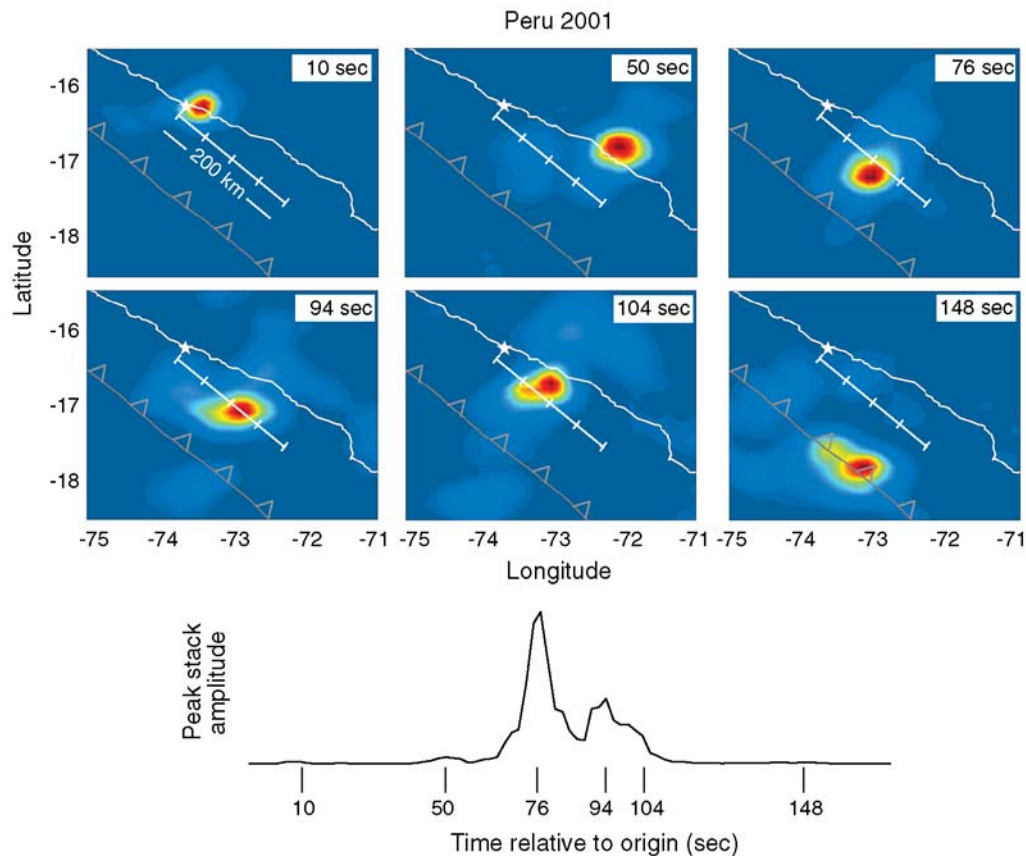 Peru 2001
10 sec
50 sec
76 sec
-16
-17
-18
200 km
Latitude
94 sec
104 sec
148 sec
-16
-17
-18
-75 -74 -73 -72 -71 -75 -74 -73 -72 -71 -75 -74 -73 -72 -71
Longitude
Peak stack
amplitude
10 50 76 94 104 148
Time relative to origin (sec)